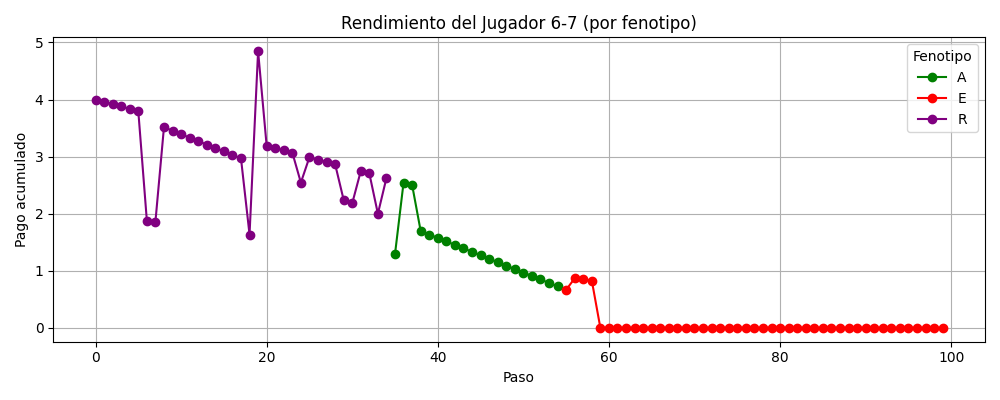 Rendimiento del Jugador 6-7 (por fenotipo)
Pago acumulado
5
4
3
2
1
0
Fenotipo
A
E
R
0 20 40 60 80 100
Paso